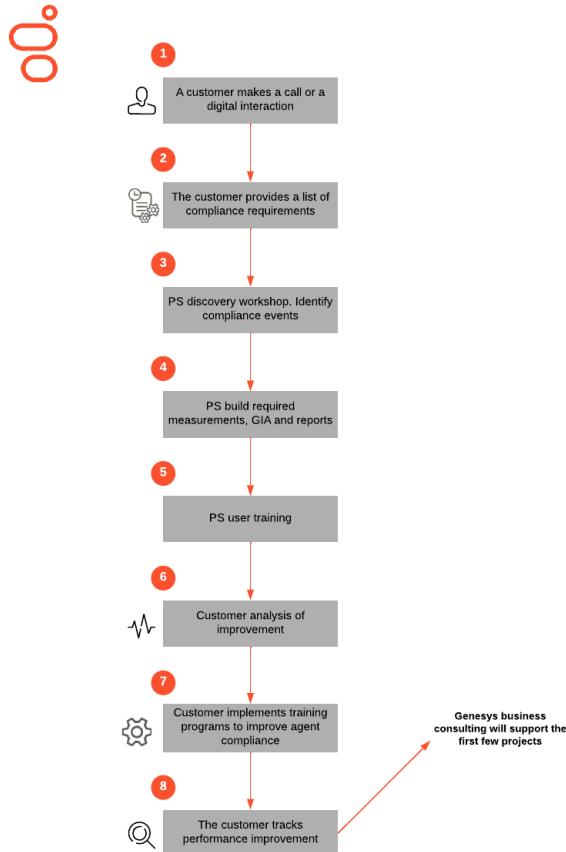 1
A customer makes a call or a
digital interaction
2
The customer provides a list of
compliance requirements
3
PS discovery workshop. Identify
compliance events
4
PS build required
measurements, GIA and reports
5
PS user training
6
Customer analysis of
improvement
7
Customer implements training
programs to improve agent
compliance
8
The customer tracks
performance improvement
Genesys business
consulting will support the
first few projects